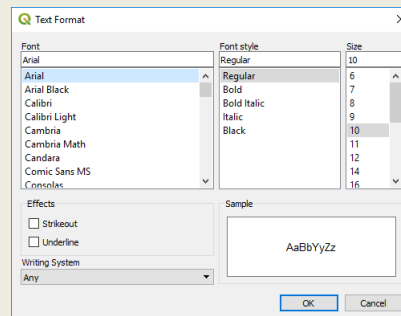 Text Format
Font
Arial
Arial
Arial Black
Calibri
Calibri Light
Cambria
Cambria Math
Candara
Comic Sans MS
Consolas
Font style
Regular
Regular
Bold
Bold Italic
Italic
Black
Size
10
6
7
8
9
10
11
12
14
16
Effects
Strikeout
Underline
Writing System
Any
Sample
AaBbYyZz
OK
Cancel